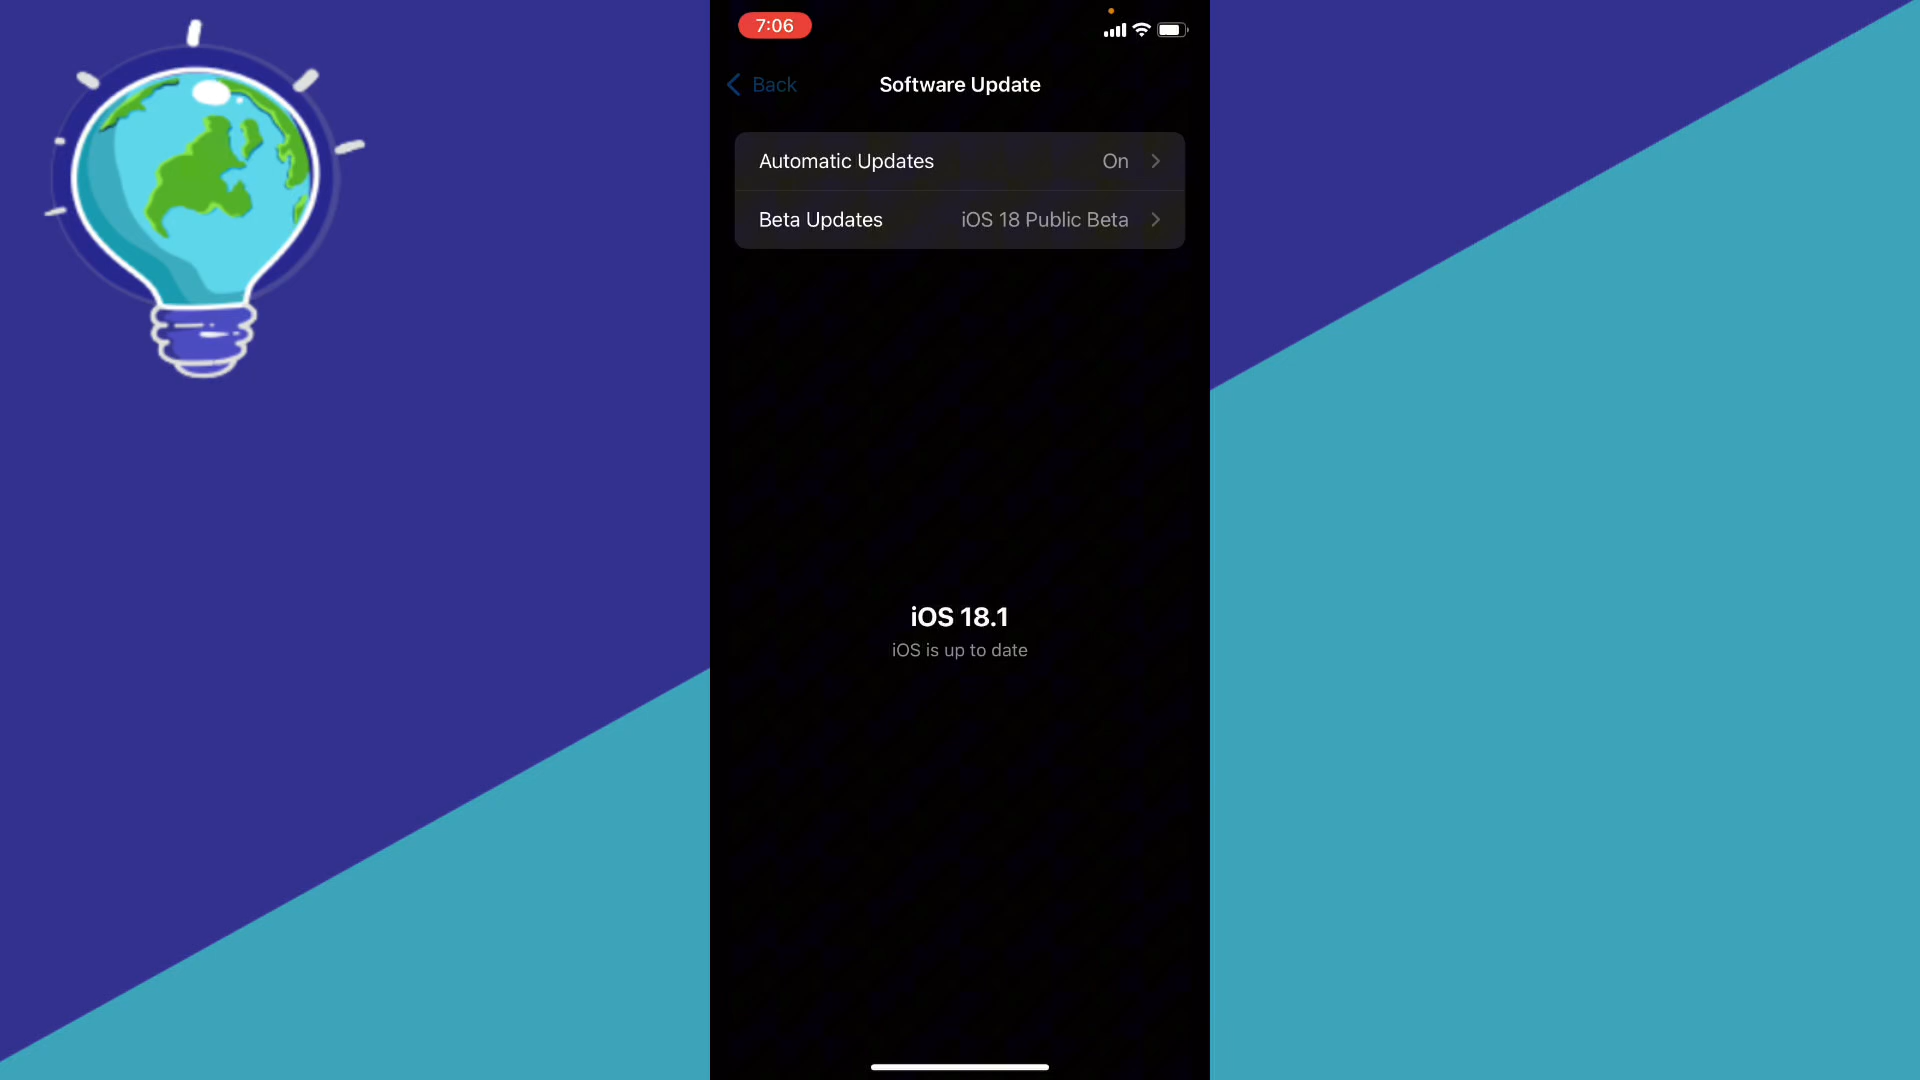 7:06
Back
Software Update
Automatic Updates On
Beta Updates iOS 18 Public Beta
iOS 18.1
iOS is up to date